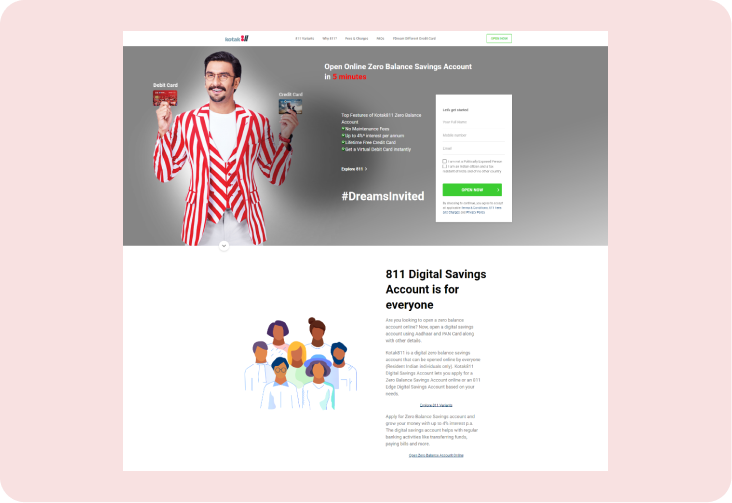 kotak 811
811 Variants Why 811? Fees & Charges FAQs
OPEN NOW
Open Online Zero Balance Savings Account
in 5 minutes
Debit Card
Credit Card
Top Features of Kotak811 Zero Balance
Account
No Maintenance Fees
Up to 4%* interest per annum
Lifetime Free Credit Card
Get a Virtual Debit Card instantly
Explore 811
#DreamsInvited
Let's get started
Your Full Name
Mobile number
Email
OPEN NOW
811 Digital Savings
Account is for
everyone
Are you looking to open a zero balance
account online? Now, open a digital savings
account using Aadhaar and PAN Card along
with other details.
Kotak811 is a digital zero balance savings
account that can be opened online by everyone
(Resident Indian Individuals only). Kotak811
Digital Savings Account lets you apply for a
Zero Balance Savings Account online or an 811
Edge Digital Savings Account based on your
needs.
Explore 811 Variants
Apply for Zero Balance Savings account and
grow your money with up to 4% interest p.a.
The digital savings account helps with regular
banking activities like transferring funds,
paying bills and more.
Open Zero Balance Account Online